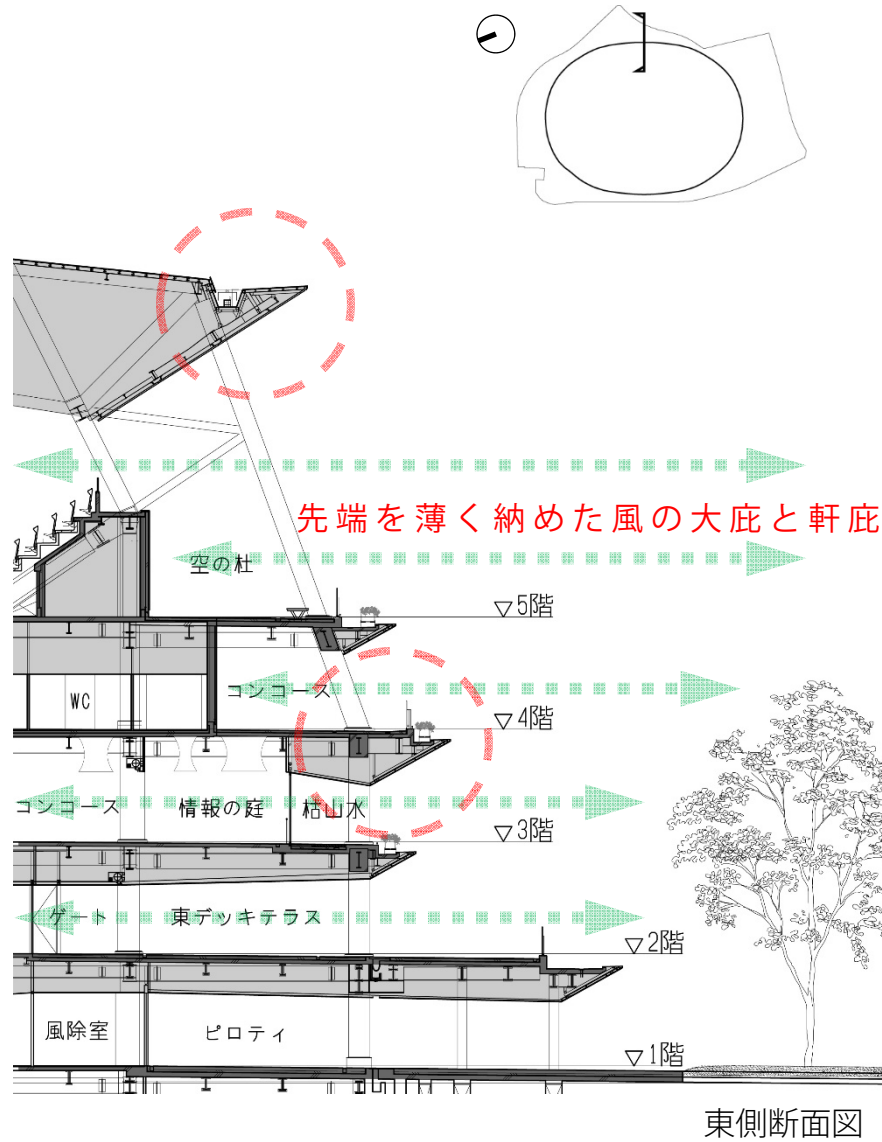 先端を薄く納めた風の大庇と軒庇
空の杜
▽5階
WC
コンコース
▽4階
コンコース
情報の庭
枯山水
▽3階
ゲート
東デッキテラス
▽2階
風除室
ピロティ
▽1階
東側断面図